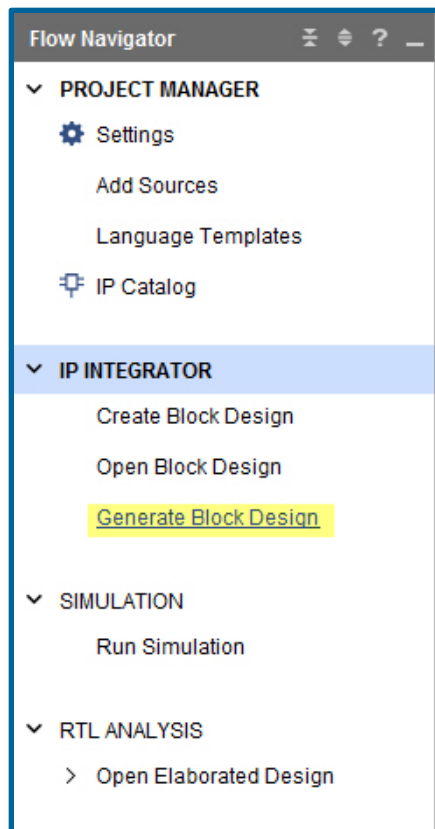 Flow Navigator ?
PROJECT MANAGER
Settings
Add Sources
Language Templates
IP Catalog
IP INTEGRATOR
Create Block Design
Open Block Design
Generate Block Design
SIMULATION
Run Simulation
RTL ANALYSIS
Open Elaborated Design